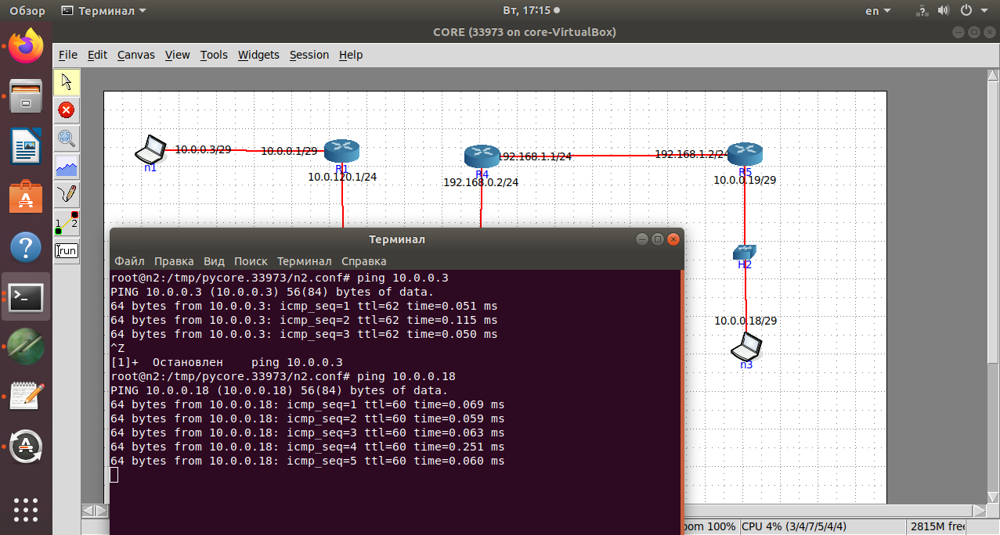 Обзор Терминал Вт, 17:15 en
CORE (33973 on core-VirtualBox)
File Edit Canvas View Tools Widgets Session Help
10.0.0.3/29 10.0.0.1/29 192.168.1.1/24 192.168.1.2/24
n1 R1 R4 R5
10.0.120.1/24 192.168.0.2/24 10.0.0.19/29
1 2
run
H2
10.0.0.18/29
n3
Терминал
Файл Правка Вид Поиск Терминал Справка
root@n2:/tmp/pycore.33973/n2.conf# ping 10.0.0.3
PING 10.0.0.3 (10.0.0.3) 56(84) bytes of data.
64 bytes from 10.0.0.3: icmp_seq=1 ttl=62 time=0.051 ms
64 bytes from 10.0.0.3: icmp_seq=2 ttl=62 time=0.115 ms
64 bytes from 10.0.0.3: icmp_seq=3 ttl=62 time=0.050 ms
^Z
[1]+  Остановлен    ping 10.0.0.3
root@n2:/tmp/pycore.33973/n2.conf# ping 10.0.0.18
PING 10.0.0.18 (10.0.0.18) 56(84) bytes of data.
64 bytes from 10.0.0.18: icmp_seq=1 ttl=60 time=0.069 ms
64 bytes from 10.0.0.18: icmp_seq=2 ttl=60 time=0.059 ms
64 bytes from 10.0.0.18: icmp_seq=3 ttl=60 time=0.063 ms
64 bytes from 10.0.0.18: icmp_seq=4 ttl=60 time=0.251 ms
64 bytes from 10.0.0.18: icmp_seq=5 ttl=60 time=0.060 ms
100% CPU 4% (3/4/7/5/4/4) 2815M free